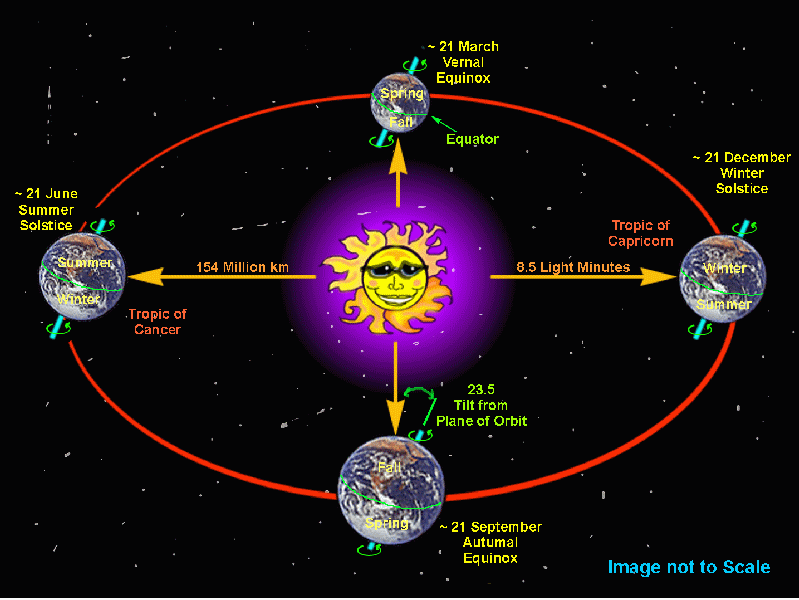 ~ 21 March
Vernal
Equinox
Spring
Fall
Equator
~ 21 December
Winter
Solstice
~ 21 June
Summer
Solstice
Tropic of
Capricorn
Summer
Winter
154 Million km
8.5 Light Minutes
Winter
Summer
Tropic of
Cancer
23.5
Tilt from
Plane of Orbit
Fall
Spring
~ 21 September
Autumal
Equinox
Image not to Scale